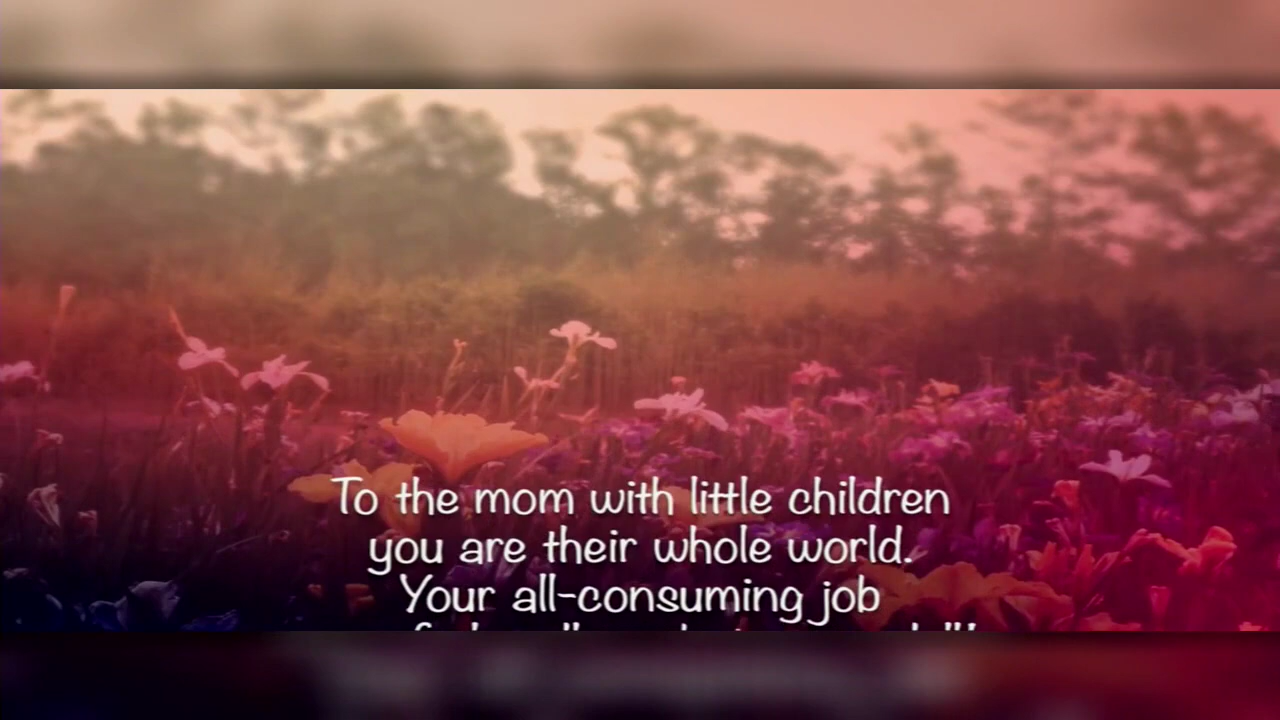 To the mom with little children
you are their whole world.
Your all-consuming job